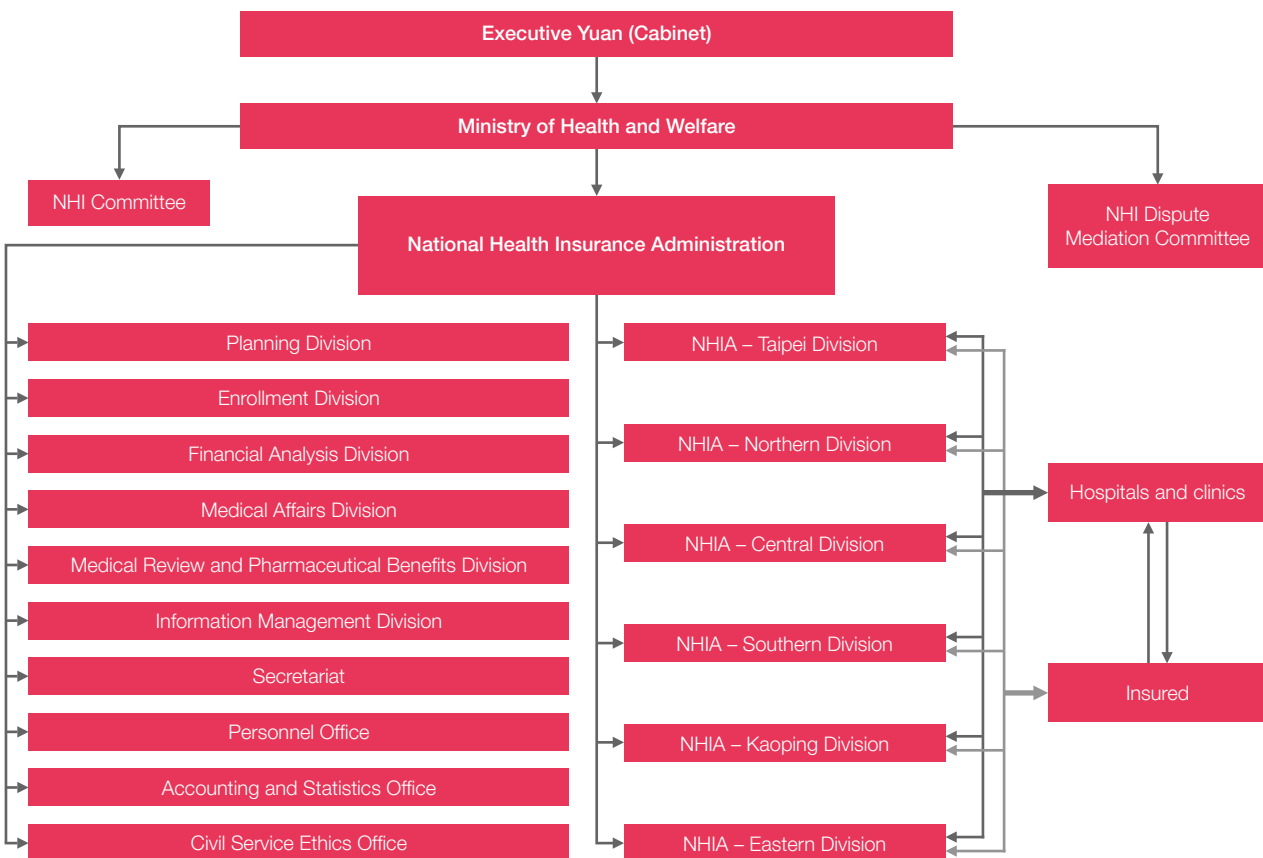 Executive Yuan (Cabinet)
Ministry of Health and Welfare
NHI Committee
NHI Dispute
Mediation Committee
National Health Insurance Administration
Planning Division
Enrollment Division
Financial Analysis Division
Medical Affairs Division
Medical Review and Pharmaceutical Benefits Division
Information Management Division
Secretariat
Personnel Office
Accounting and Statistics Office
Civil Service Ethics Office
NHIA – Taipei Division
NHIA – Northern Division
NHIA – Central Division
NHIA – Southern Division
NHIA – Kaoping Division
NHIA – Eastern Division
Hospitals and clinics
Insured